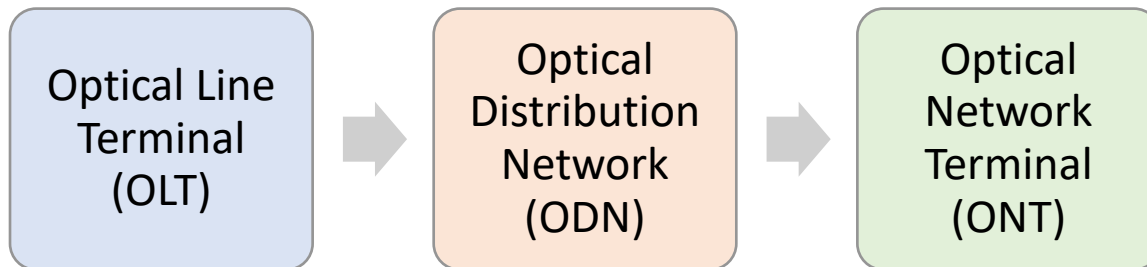 Optical Line
Terminal
(OLT)
Optical
Distribution
Network
(ODN)
Optical
Network
Terminal
(ONT)